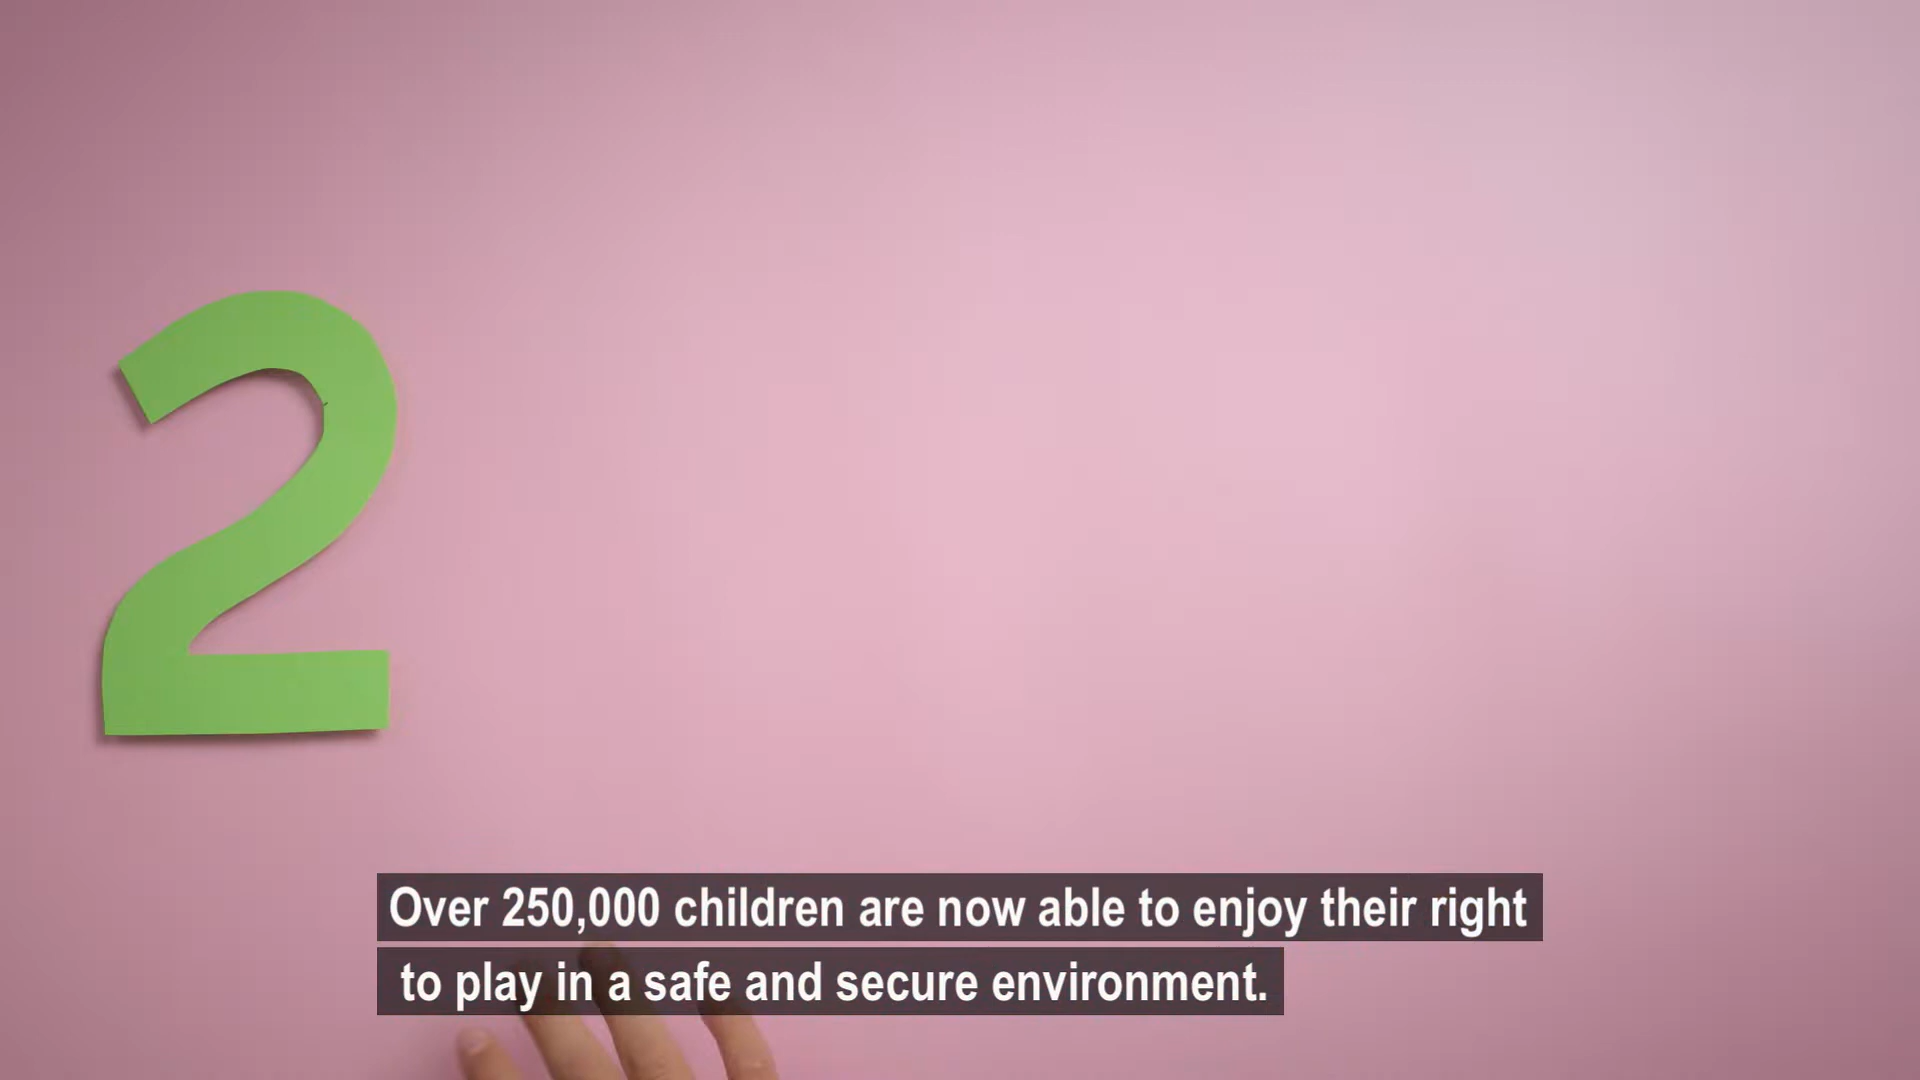 2
Over 250,000 children are now able to enjoy their right
to play in a safe and secure environment.